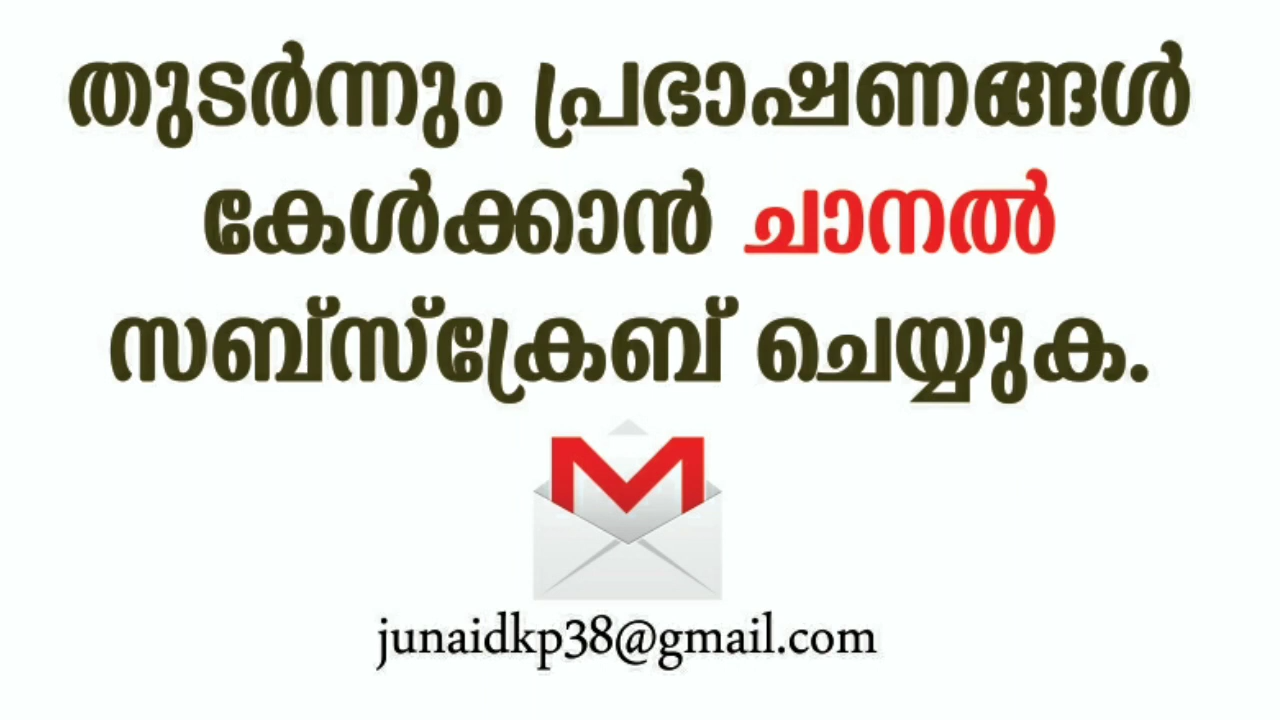 തുടർന്നും പ്രഭാഷണങ്ങൾ
കേൾക്കാൻ ചാനൽ
സബ്സ്ക്രേബ് ചെയ്യുക.
junaidkp38@gmail.com